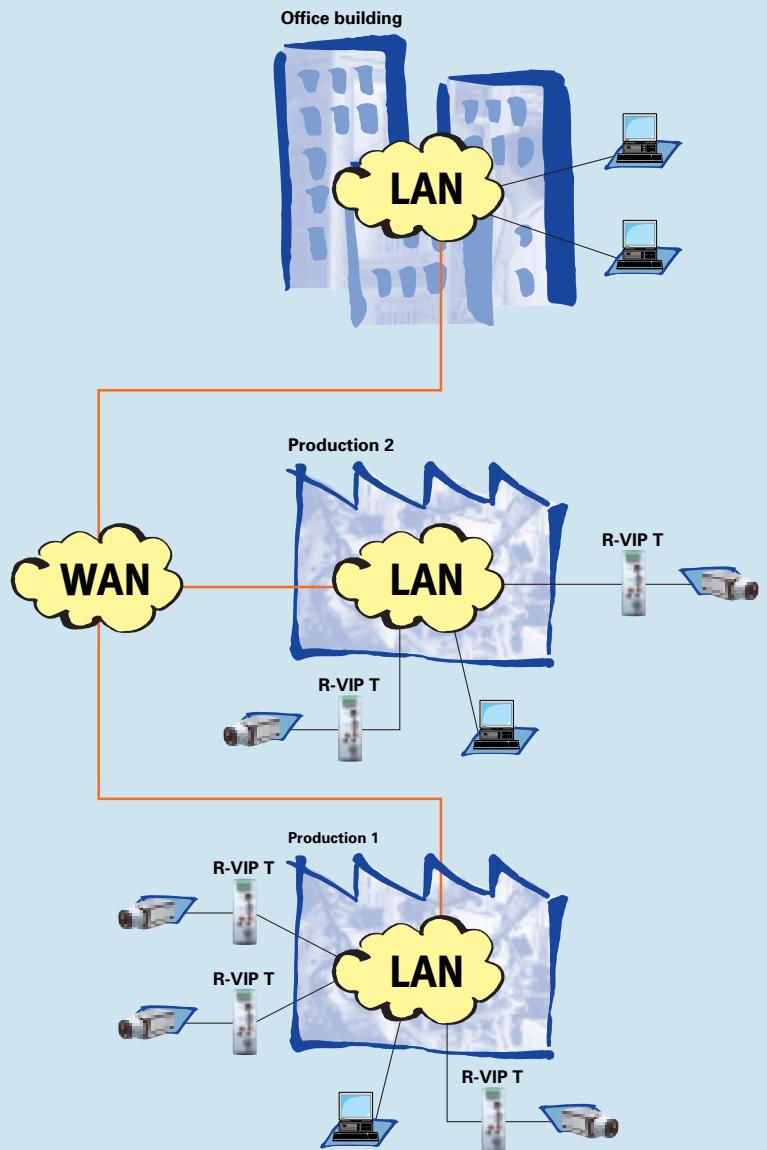 Office building
LAN
Production 2
R-VIP T
WAN
LAN
R-VIP T
Production 1
R-VIP T
R-VIP T
LAN
R-VIP T